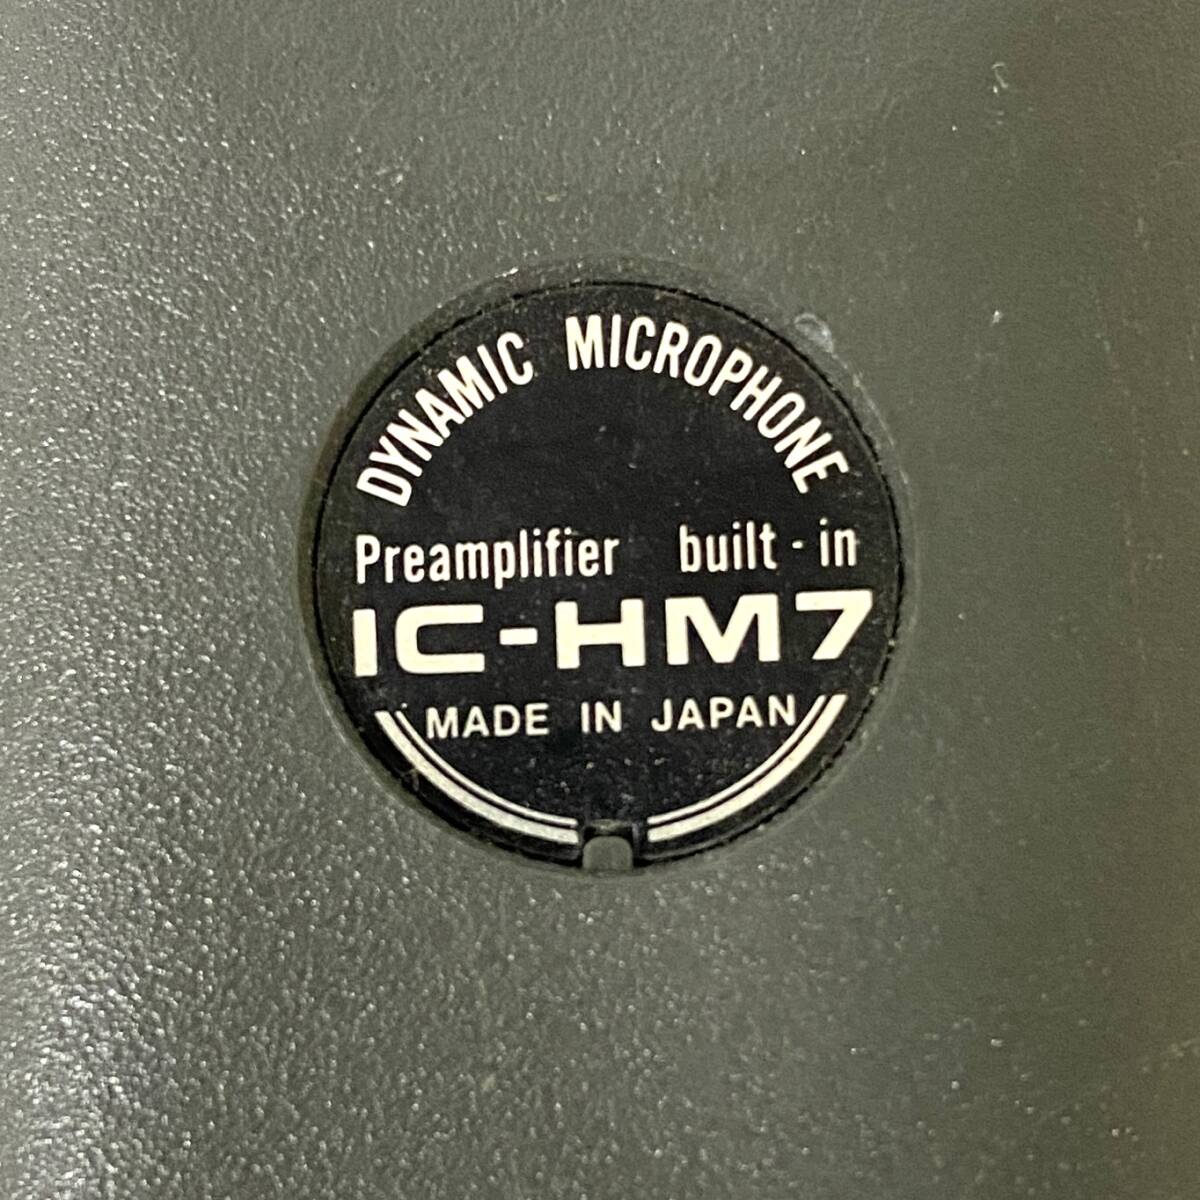 DYNAMIC MICROPHONE
Preamplifier built-in
IC-HM7
MADE IN JAPAN